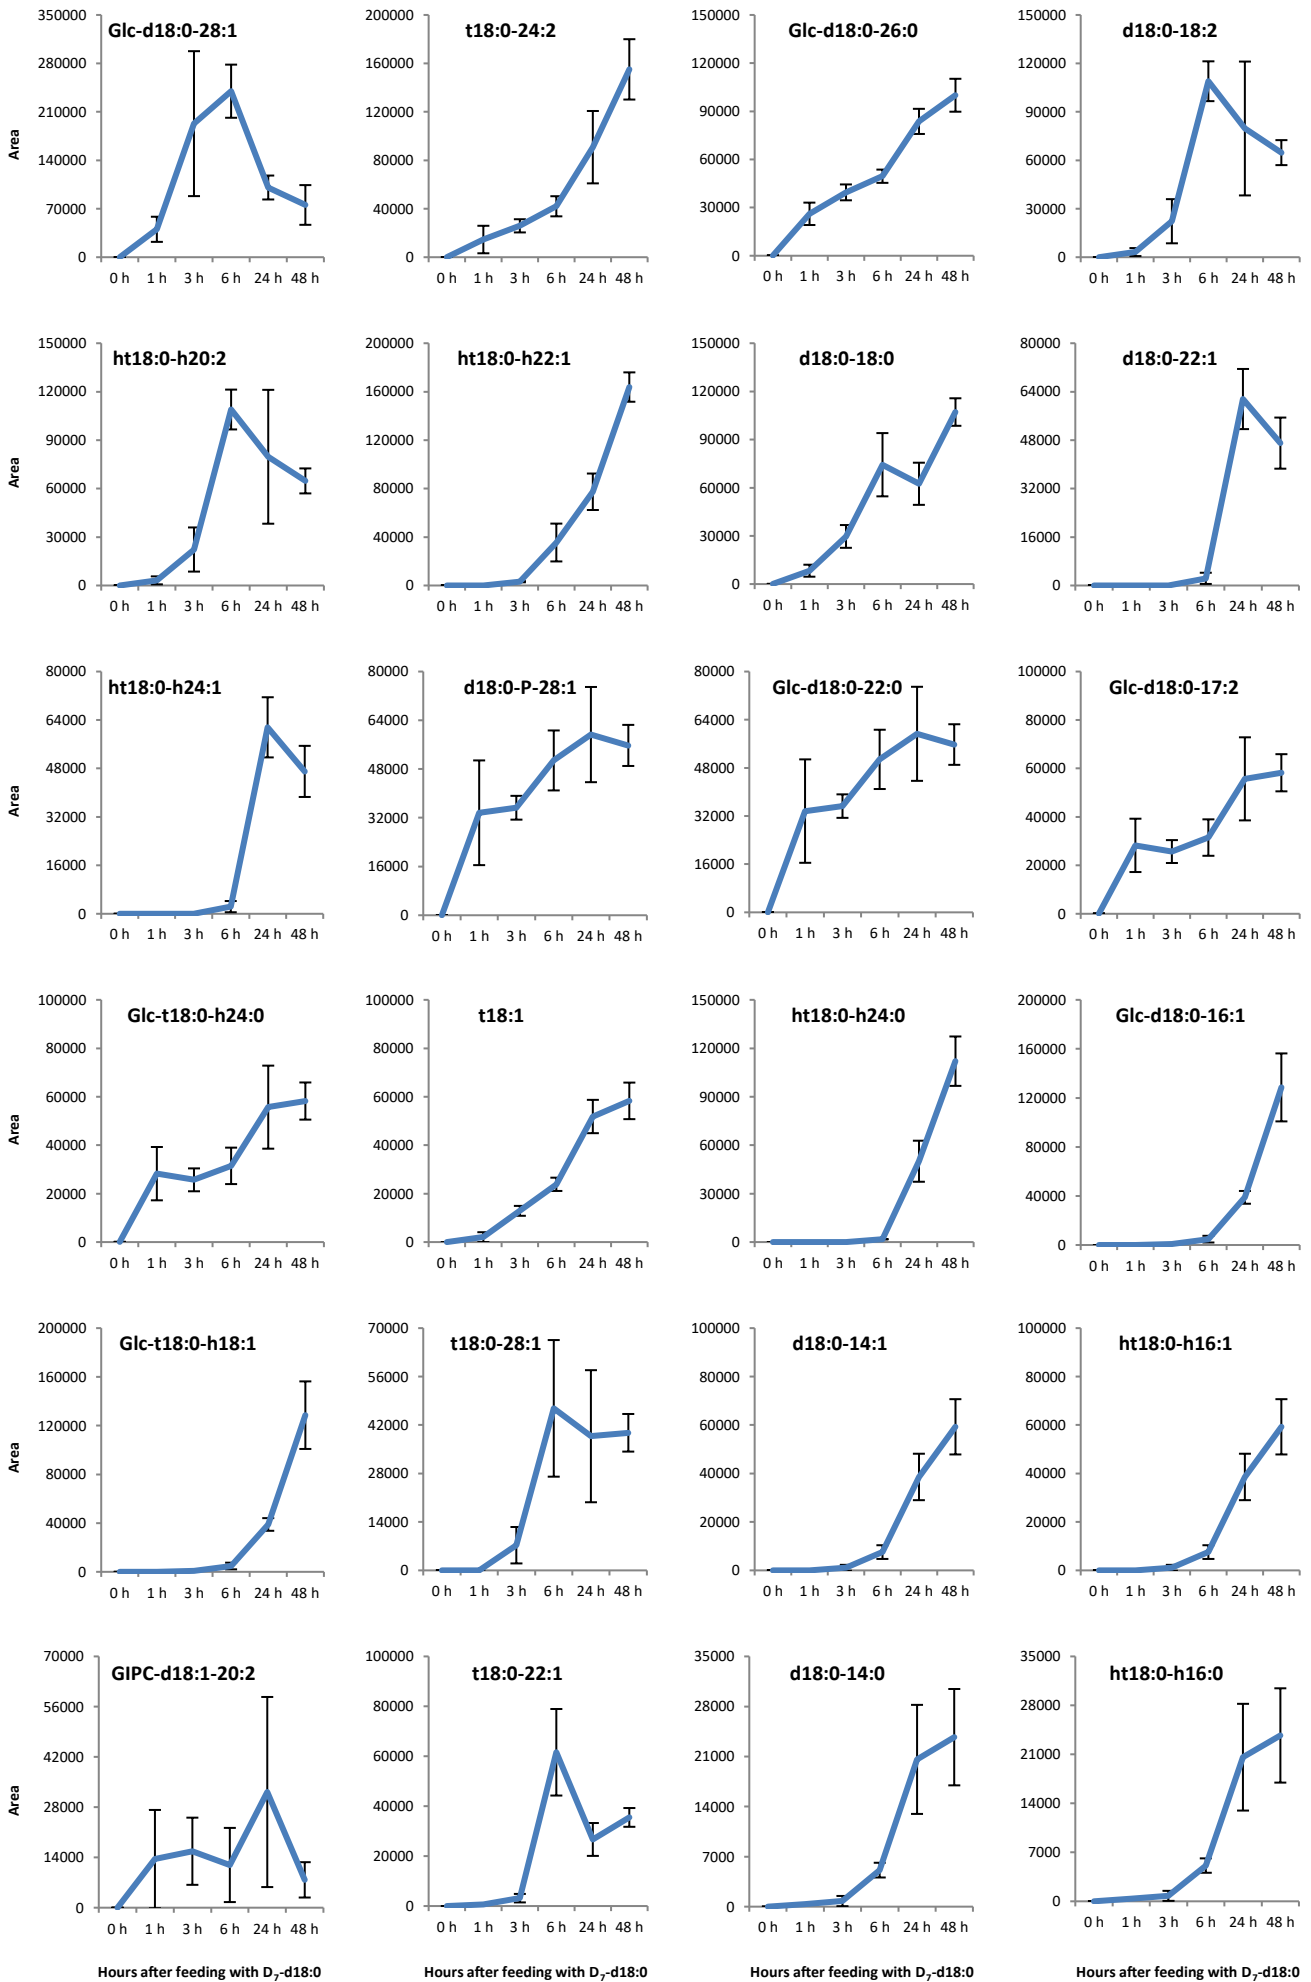 Glc-d18:0-28:1
350000
280000
210000
140000
70000
0
Area
0 h 1 h 3 h 6 h 24 h 48 h
t18:0-24:2
200000
160000
120000
80000
40000
0
0 h 1 h 3 h 6 h 24 h 48 h
Glc-d18:0-26:0
150000
120000
90000
60000
30000
0
0 h 1 h 3 h 6 h 24 h 48 h
d18:0-18:2
150000
120000
90000
60000
30000
0
0 h 1 h 3 h 6 h 24 h 48 h
ht18:0-h20:2
150000
120000
90000
60000
30000
0
Area
0 h 1 h 3 h 6 h 24 h 48 h
ht18:0-h22:1
200000
160000
120000
80000
40000
0
0 h 1 h 3 h 6 h 24 h 48 h
d18:0-18:0
150000
120000
90000
60000
30000
0
0 h 1 h 3 h 6 h 24 h 48 h
d18:0-22:1
80000
64000
48000
32000
16000
0
0 h 1 h 3 h 6 h 24 h 48 h
ht18:0-h24:1
80000
64000
48000
32000
16000
0
Area
0 h 1 h 3 h 6 h 24 h 48 h
d18:0-P-28:1
80000
64000
48000
32000
16000
0
0 h 1 h 3 h 6 h 24 h 48 h
Glc-d18:0-22:0
80000
64000
48000
32000
16000
0
0 h 1 h 3 h 6 h 24 h 48 h
Glc-d18:0-17:2
100000
80000
60000
40000
20000
0
0 h 1 h 3 h 6 h 24 h 48 h
Glc-t18:0-h24:0
100000
80000
60000
40000
20000
0
Area
0 h 1 h 3 h 6 h 24 h 48 h
t18:1
100000
80000
60000
40000
20000
0
0 h 1 h 3 h 6 h 24 h 48 h
ht18:0-h24:0
150000
120000
90000
60000
30000
0
0 h 1 h 3 h 6 h 24 h 48 h
Glc-d18:0-16:1
200000
160000
120000
80000
40000
0
0 h 1 h 3 h 6 h 24 h 48 h
Glc-t18:0-h18:1
200000
160000
120000
80000
40000
0
Area
0 h 1 h 3 h 6 h 24 h 48 h
t18:0-28:1
70000
56000
42000
28000
14000
0
0 h 1 h 3 h 6 h 24 h 48 h
d18:0-14:1
100000
80000
60000
40000
20000
0
0 h 1 h 3 h 6 h 24 h 48 h
ht18:0-h16:1
100000
80000
60000
40000
20000
0
0 h 1 h 3 h 6 h 24 h 48 h
GIPC-d18:1-20:2
70000
56000
42000
28000
14000
0
Area
0 h 1 h 3 h 6 h 24 h 48 h
Hours after feeding with D₇-d18:0
t18:0-22:1
100000
80000
60000
40000
20000
0
0 h 1 h 3 h 6 h 24 h 48 h
Hours after feeding with D₇-d18:0
d18:0-14:0
35000
28000
21000
14000
7000
0
0 h 1 h 3 h 6 h 24 h 48 h
Hours after feeding with D₇-d18:0
ht18:0-h16:0
35000
28000
21000
14000
7000
0
0 h 1 h 3 h 6 h 24 h 48 h
Hours after feeding with D₇-d18:0